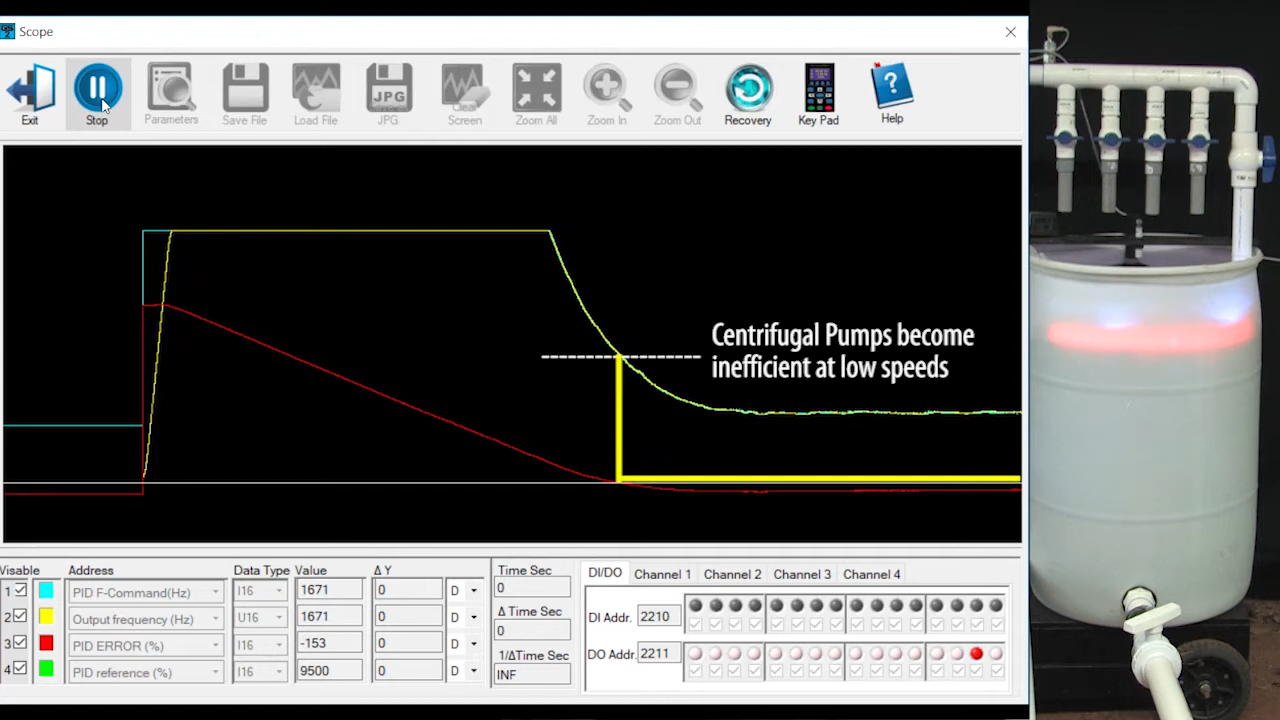 Scope
Exit
Stop
Parameters
Save File
Load File
JPG
JPG
Clear
Screen
Zoom All
Zoom In
Zoom Out
Recovery
Key Pad
Help
Centrifugal Pumps become
inefficient at low speeds
Visable
Address
Data Type
Value
Δ Y
1
PID F-Command(Hz)
I16
1671
0
D
2
Output frequency (Hz)
U16
1671
0
D
3
PID ERROR (%)
I16
-153
0
D
4
PID reference (%)
I16
9500
0
D
Time Sec
0
Δ Time Sec
0
1/ΔTime Sec
INF
DI/DO
Channel 1
Channel 2
Channel 3
Channel 4
DI Addr.
2210
DO Addr.
2211